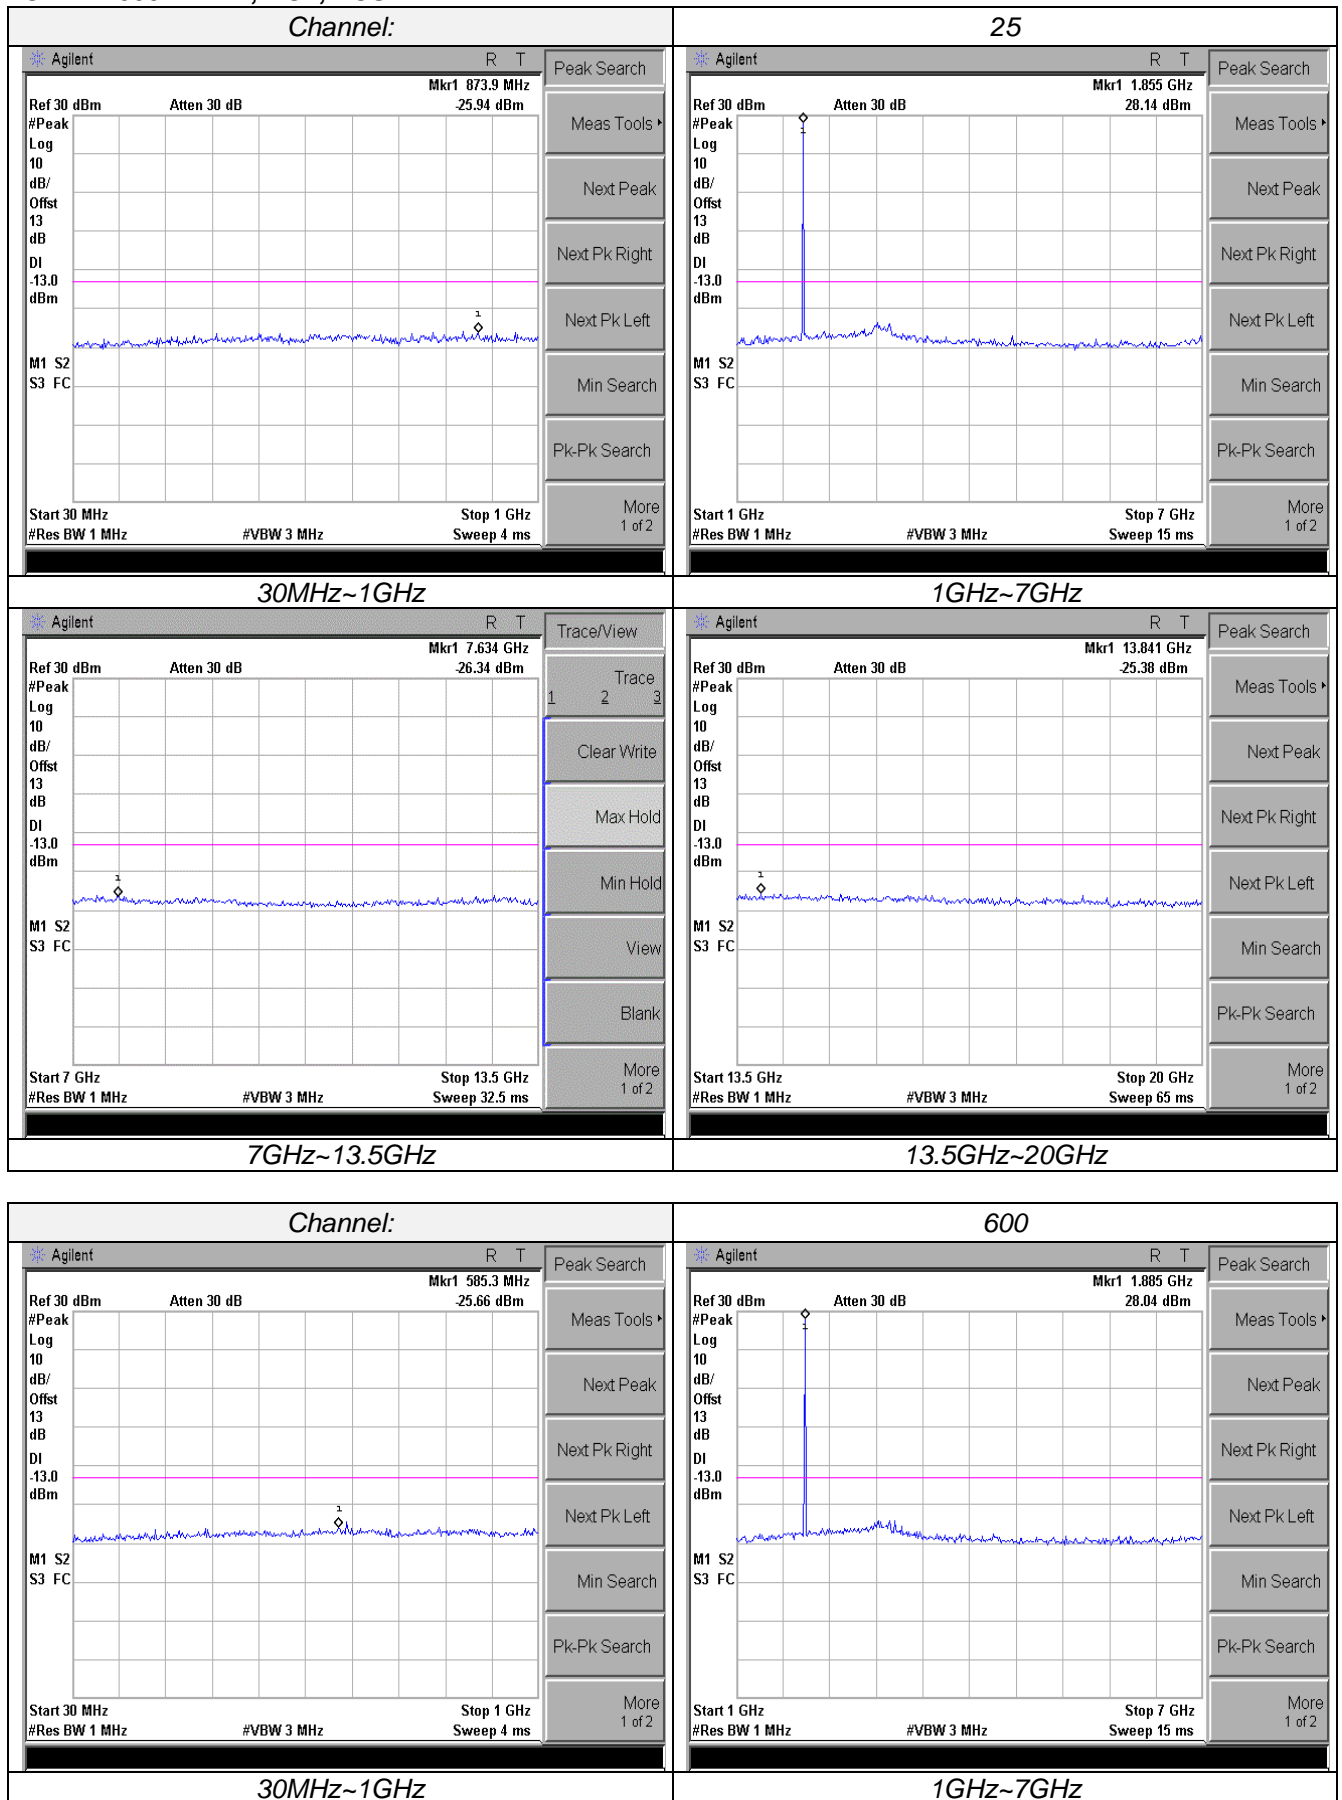 Channel:
25
Agilent R T Peak Search
Mkr1 873.9 MHz
Ref 30 dBm Atten 30 dB -25.94 dBm
#Peak
Log
10
dB/
Offst
13
dB
DI
-13.0
dBm
M1 S2
S3 FC
1
Start 30 MHz Stop 1 GHz
#Res BW 1 MHz #VBW 3 MHz Sweep 4 ms
Meas Tools
Next Peak
Next Pk Right
Next Pk Left
Min Search
Pk-Pk Search
More
1 of 2
Agilent R T Peak Search
Mkr1 1.855 GHz
Ref 30 dBm Atten 30 dB 28.14 dBm
#Peak
Log
10
dB/
Offst
13
dB
DI
-13.0
dBm
M1 S2
S3 FC
1
Start 1 GHz Stop 7 GHz
#Res BW 1 MHz #VBW 3 MHz Sweep 15 ms
Meas Tools
Next Peak
Next Pk Right
Next Pk Left
Min Search
Pk-Pk Search
More
1 of 2
30MHz~1GHz
1GHz~7GHz
Agilent R T Trace/View
Mkr1 7.634 GHz
Ref 30 dBm Atten 30 dB -26.34 dBm
#Peak
Log
10
dB/
Offst
13
dB
DI
-13.0
dBm
M1 S2
S3 FC
1
Start 7 GHz Stop 13.5 GHz
#Res BW 1 MHz #VBW 3 MHz Sweep 32.5 ms
Trace
1 2 3
Clear Write
Max Hold
Min Hold
View
Blank
More
1 of 2
Agilent R T Peak Search
Mkr1 13.841 GHz
Ref 30 dBm Atten 30 dB -25.38 dBm
#Peak
Log
10
dB/
Offst
13
dB
DI
-13.0
dBm
M1 S2
S3 FC
1
Start 13.5 GHz Stop 20 GHz
#Res BW 1 MHz #VBW 3 MHz Sweep 65 ms
Meas Tools
Next Peak
Next Pk Right
Next Pk Left
Min Search
Pk-Pk Search
More
1 of 2
7GHz~13.5GHz
13.5GHz~20GHz
Channel:
600
Agilent R T Peak Search
Mkr1 585.3 MHz
Ref 30 dBm Atten 30 dB -25.66 dBm
#Peak
Log
10
dB/
Offst
13
dB
DI
-13.0
dBm
M1 S2
S3 FC
1
Start 30 MHz Stop 1 GHz
#Res BW 1 MHz #VBW 3 MHz Sweep 4 ms
Meas Tools
Next Peak
Next Pk Right
Next Pk Left
Min Search
Pk-Pk Search
More
1 of 2
Agilent R T Peak Search
Mkr1 1.885 GHz
Ref 30 dBm Atten 30 dB 28.04 dBm
#Peak
Log
10
dB/
Offst
13
dB
DI
-13.0
dBm
M1 S2
S3 FC
1
Start 1 GHz Stop 7 GHz
#Res BW 1 MHz #VBW 3 MHz Sweep 15 ms
Meas Tools
Next Peak
Next Pk Right
Next Pk Left
Min Search
Pk-Pk Search
More
1 of 2
30MHz~1GHz
1GHz~7GHz